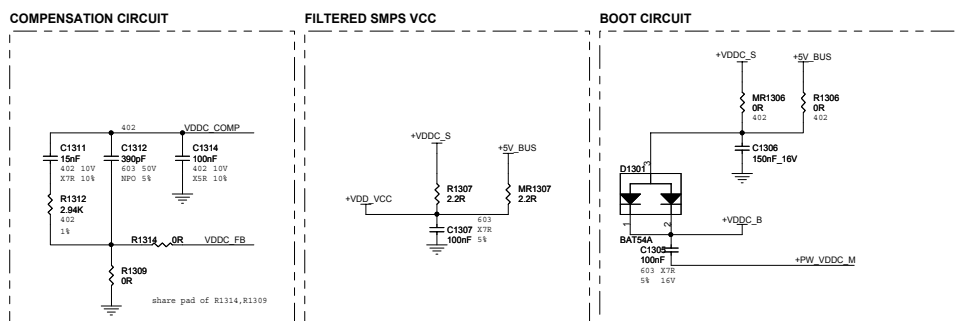 COMPENSATION CIRCUIT
402
VDDC_COMP
C1311
15nF
402 10V
X7R 10%
C1312
390pF
603 50V
NPO 5%
C1314
100nF
402 10V
X5R 10%
R1312
2.94K
402
1%
R1314
0R
VDDC_FB
R1309
0R
share pad of R1314,R1309
FILTERED SMPS VCC
+VDDC_S
+5V_BUS
R1307
2.2R
MR1307
2.2R
+VDD_VCC
C1307
100nF
603
X7R
5%
BOOT CIRCUIT
+VDDC_S
+5V_BUS
MR1306
0R
402
R1306
0R
402
C1306
150nF_16V
D1301
3
1
2
BAT54A
+VDDC_B
C1305
100nF
603 X7R
5% 16V
+PW_VDDC_M